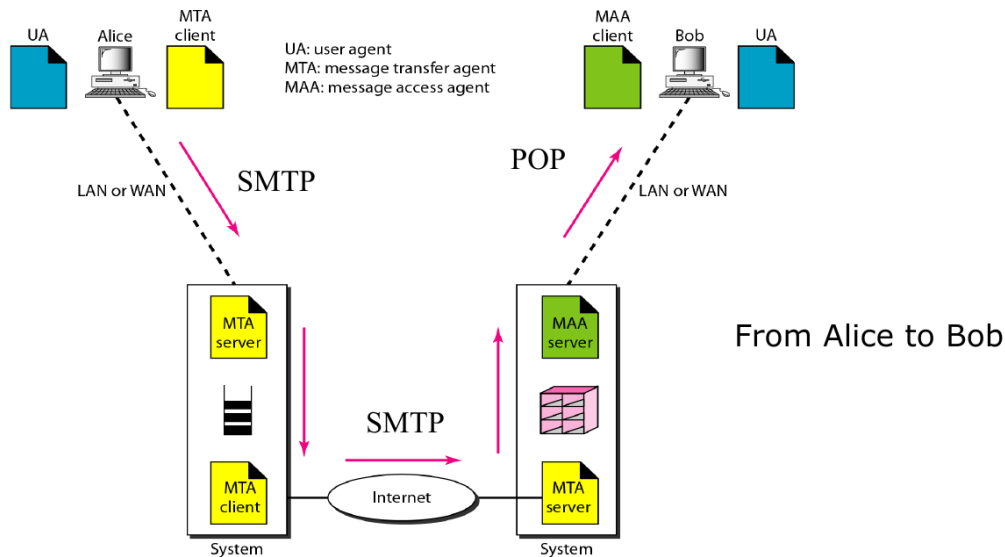 UA
Alice
MTA
client
UA: user agent
MTA: message transfer agent
MAA: message access agent
MAA
client
Bob
UA
SMTP
LAN or WAN
POP
LAN or WAN
MTA
server
MAA
server
From Alice to Bob
SMTP
MTA
client
Internet
MTA
server
System
System